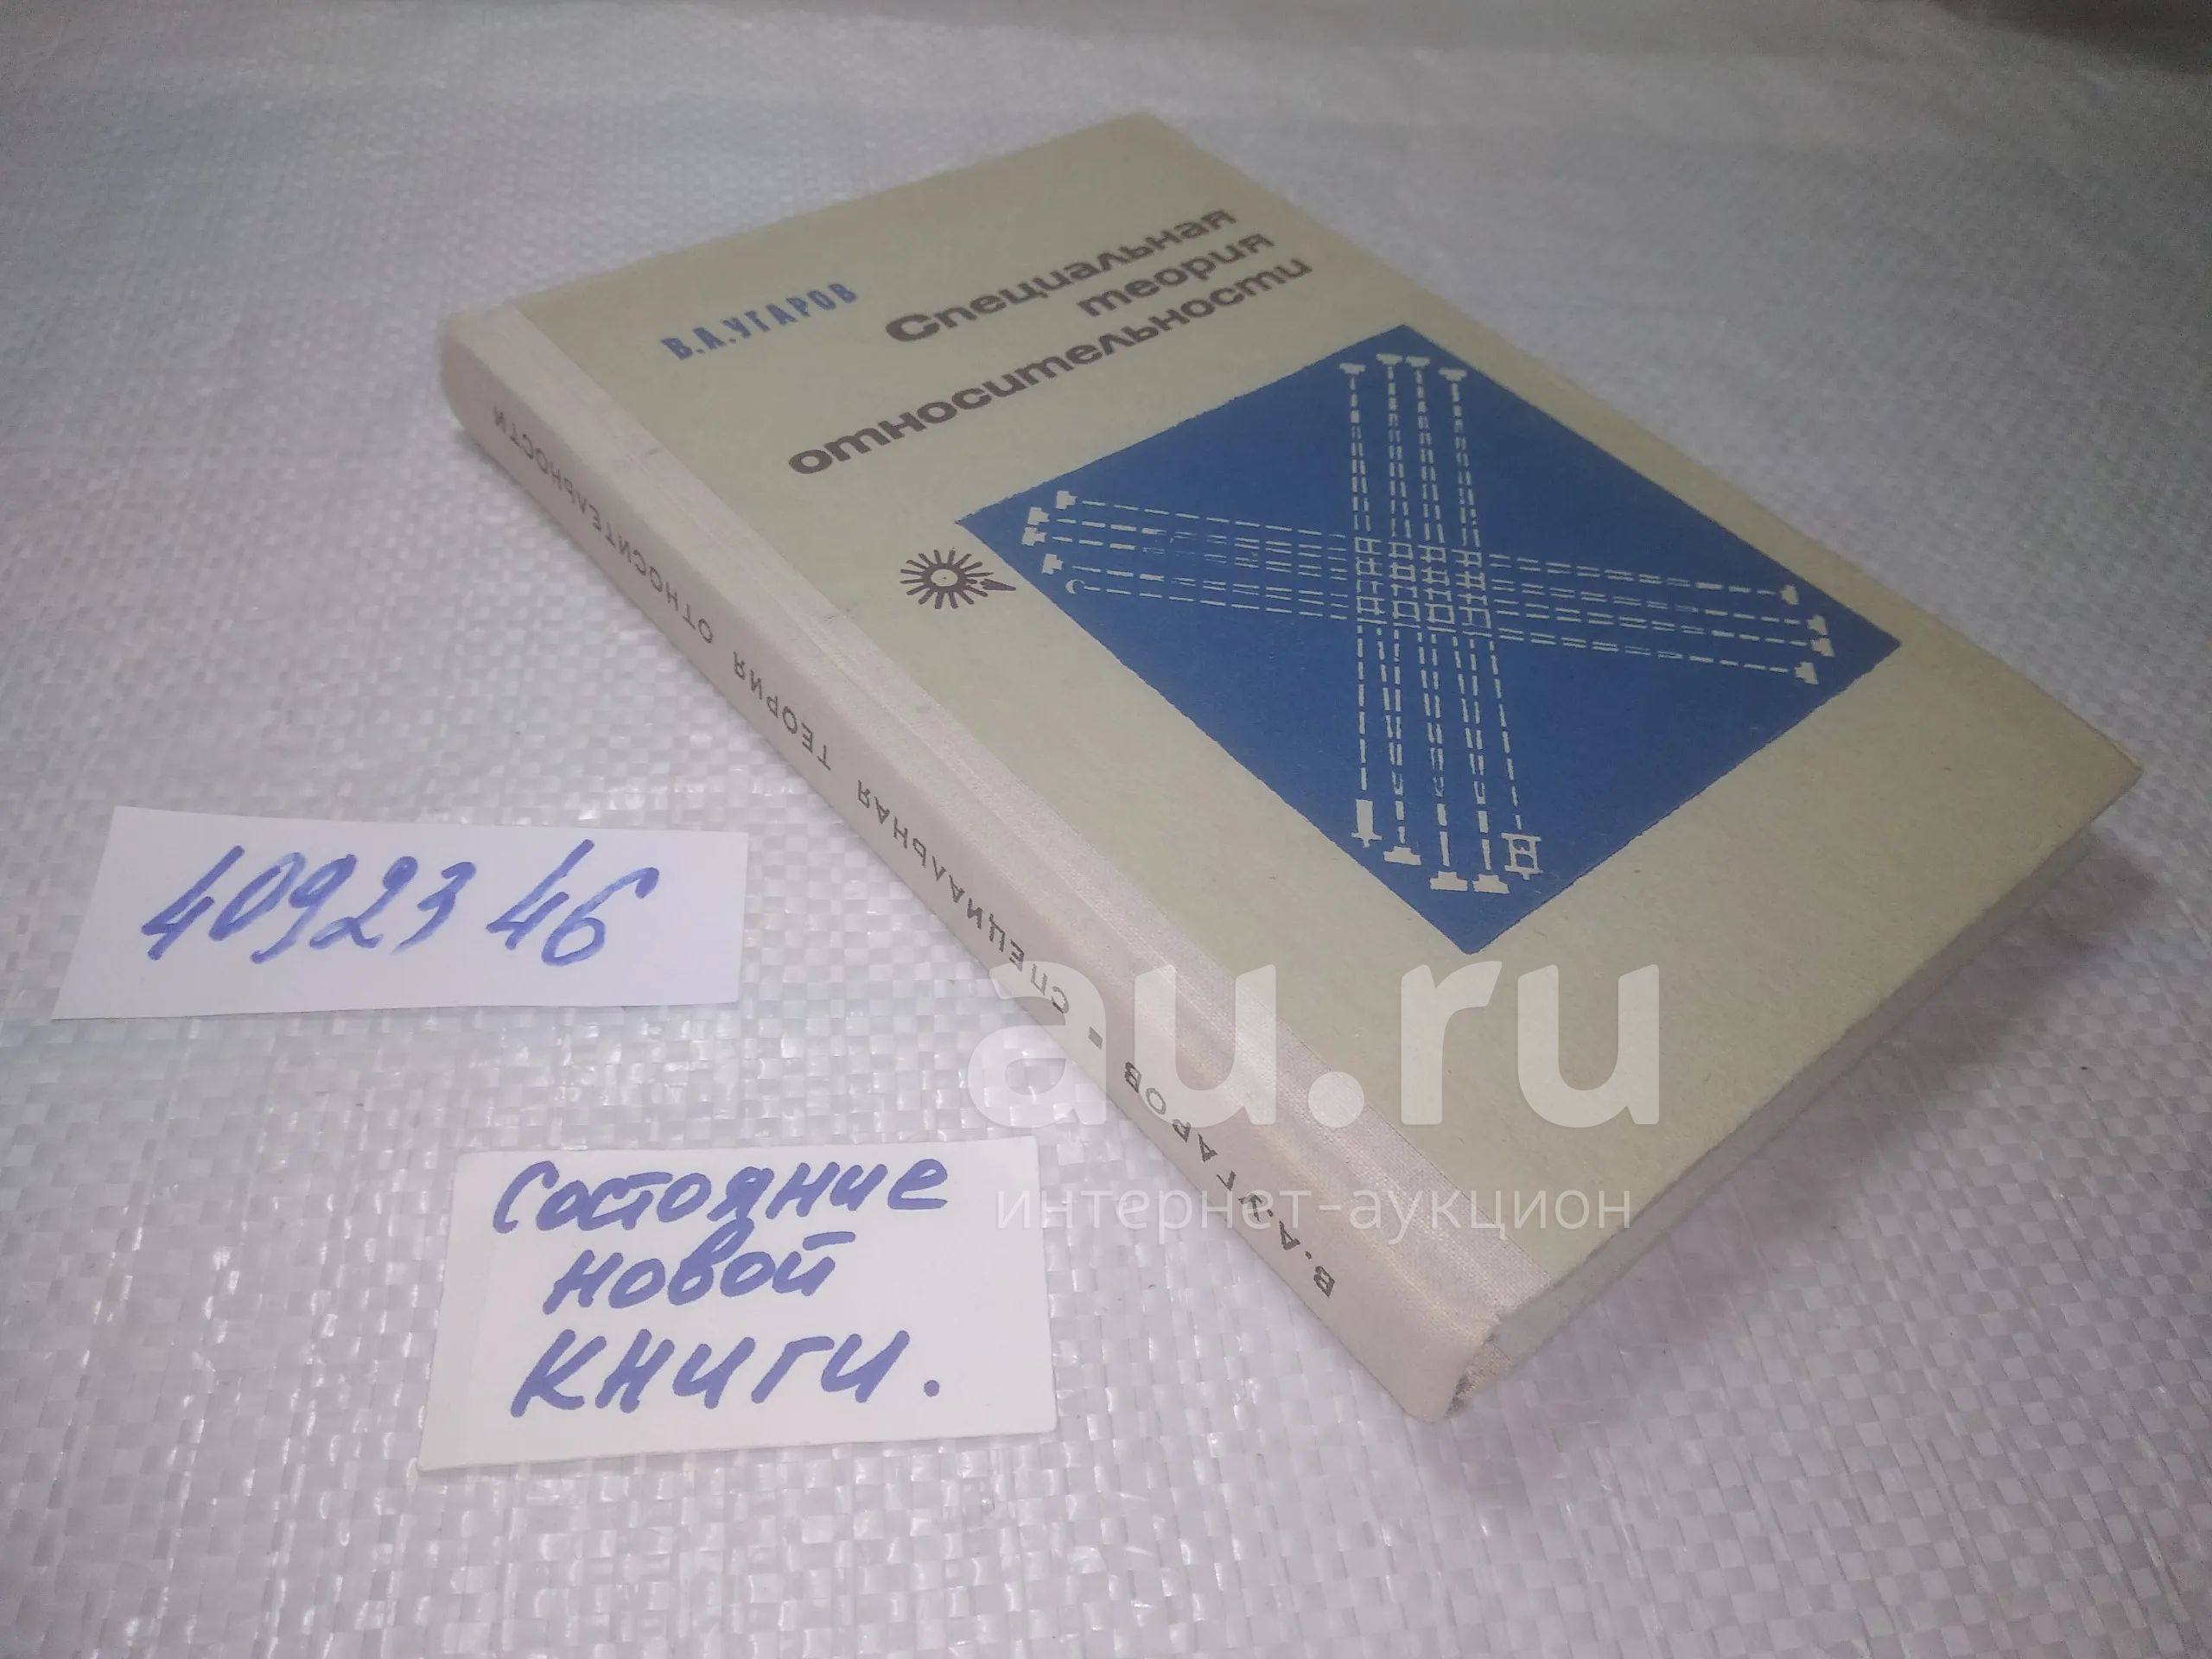 В.А.УГАРОВ
Специальная
теория
относительности
В.А.УГАРОВ - СПЕЦИАЛЬНАЯ ТЕОРИЯ ОТНОСИТЕЛЬНОСТИ
4092346
Состояние
новой
книги.
au.ru
интернет-аукцион